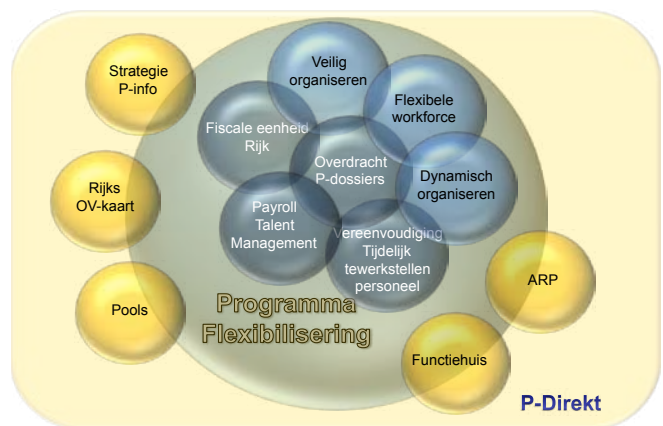 Strategie
P-info
Veilig
organiseren
Flexibele
workforce
Fiscale eenheid
Rijk
Overdracht
P-dossiers
Dynamisch
organiseren
Rijks
OV-kaart
Payroll
Talent
Management
Vereenvoudiging
Tijdelijk
tewerkstellen
personeel
Pools
Programma
Flexibilisering
ARP
Functiehuis
P-Direkt